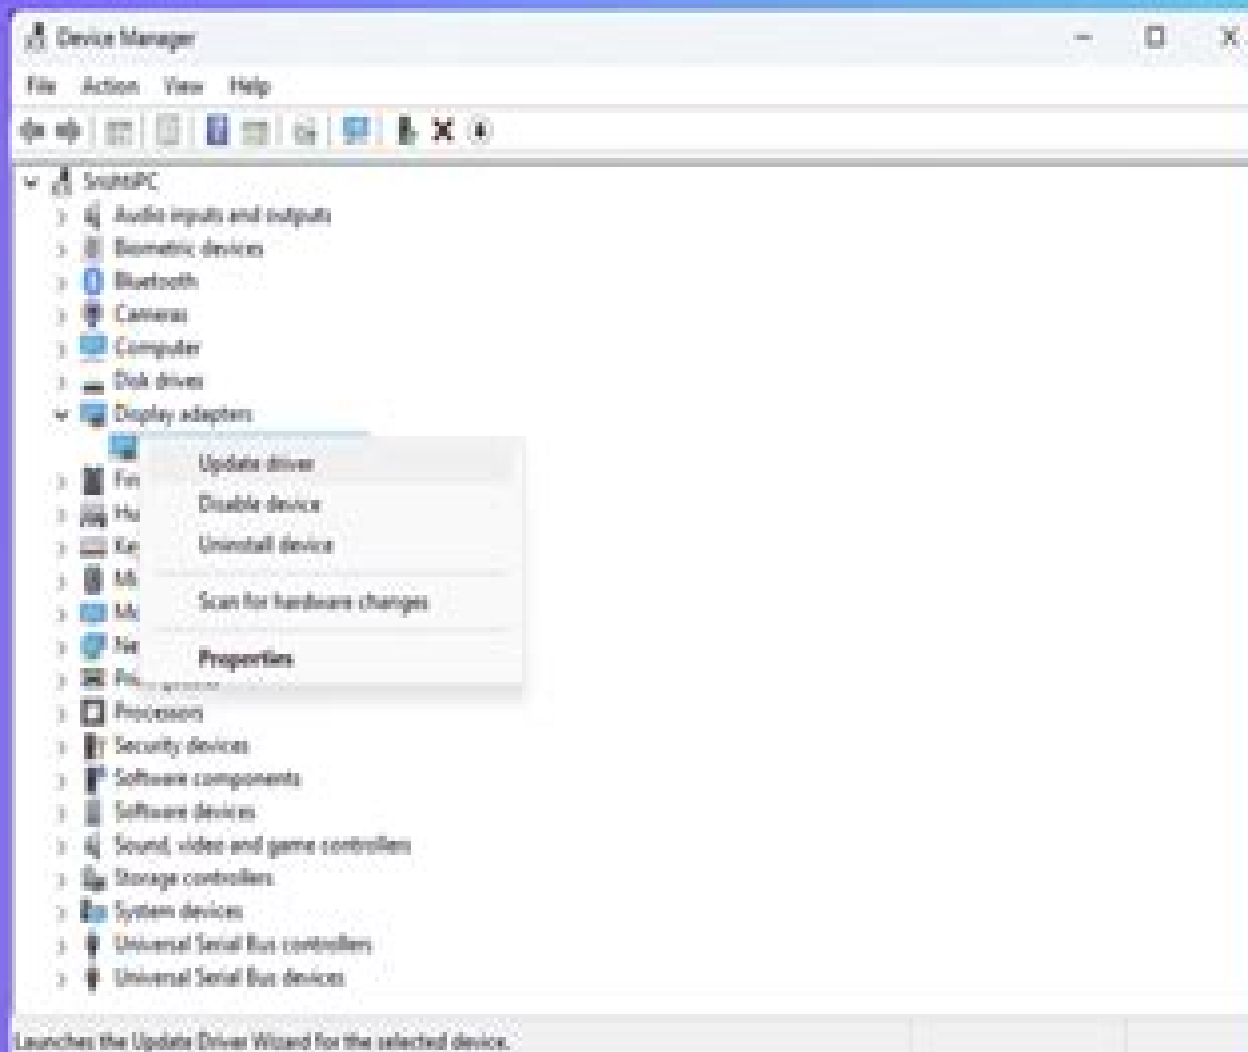 Device Manager
File Action View Help
Audio inputs and outputs
Biometric devices
Bluetooth
Cameras
Computer
Disk drives
Display adapters
Update driver
Disable device
Uninstall device
Scan for hardware changes
Properties
Processors
Security devices
Software components
Software devices
Sound, video and game controllers
Storage controllers
System devices
Universal Serial Bus controllers
Universal Serial Bus devices
Launches the Update Driver Wizard for the selected device.